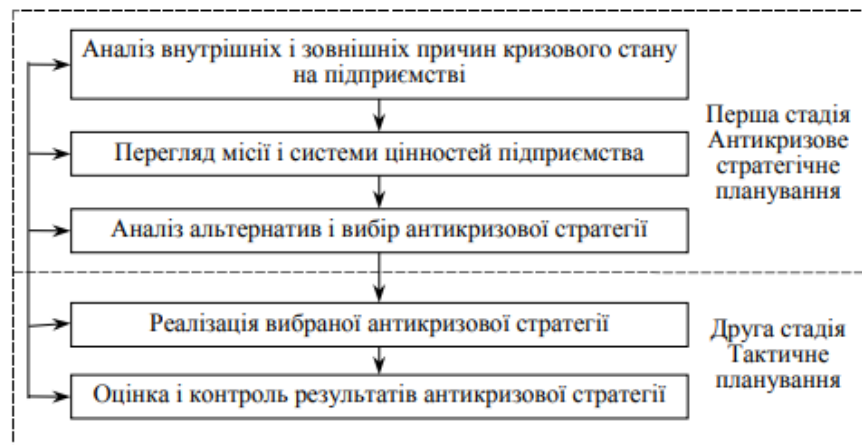 Аналіз внутрішніх і зовнішніх причин кризового стану
на підприємстві
Перегляд місії і системи цінностей підприємства
Аналіз альтернатив і вибір антикризової стратегії
Перша стадія
Антикризове
стратегічне
планування
Реалізація вибраної антикризової стратегії
Оцінка і контроль результатів антикризової стратегії
Друга стадія
Тактичне
планування